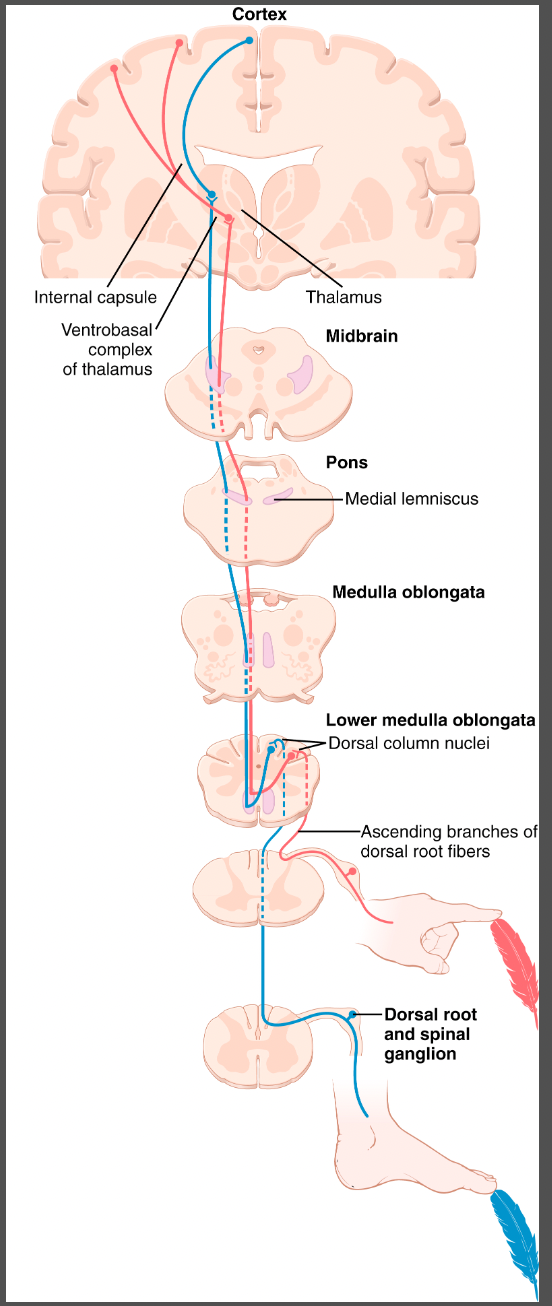 Cortex
Internal capsule
Thalamus
Ventrobasal
complex
of thalamus
Midbrain
Pons
Medial lemniscus
Medulla oblongata
Lower medulla oblongata
Dorsal column nuclei
Ascending branches of
dorsal root fibers
Dorsal root
and spinal
ganglion